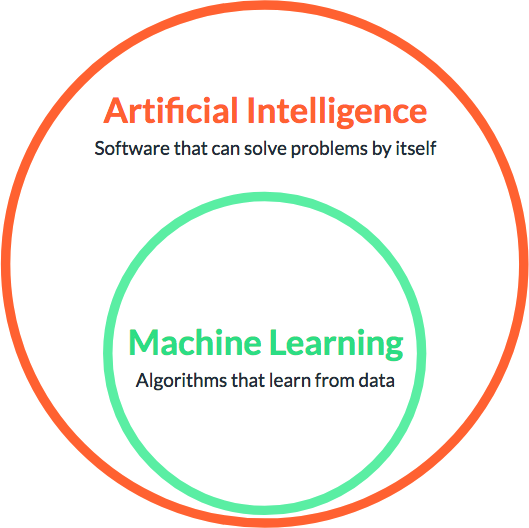 Artificial Intelligence
Software that can solve problems by itself
Machine Learning
Algorithms that learn from data